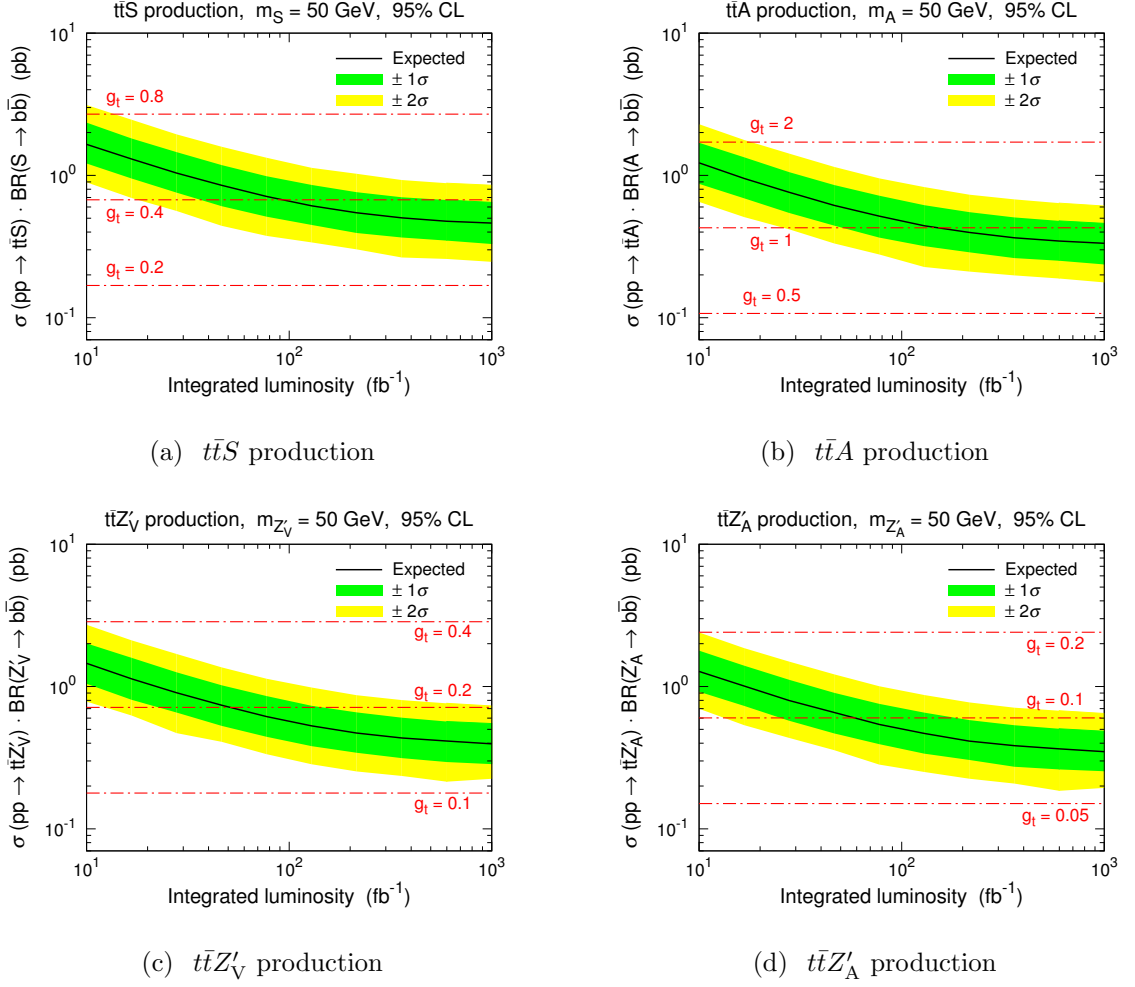 tt̄S production, m_S = 50 GeV, 95% CL
σ (pp → tt̄S) · BR(S → bb̄) (pb)
10^1
10^0
10^-1
Expected
± 1σ
± 2σ
g_t = 0.8
g_t = 0.4
g_t = 0.2
10^1 10^2 10^3
Integrated luminosity (fb^-1)
(a) tt̄S production
tt̄A production, m_A = 50 GeV, 95% CL
σ (pp → tt̄A) · BR(A → bb̄) (pb)
10^1
10^0
10^-1
Expected
± 1σ
± 2σ
g_t = 2
g_t = 1
g_t = 0.5
10^1 10^2 10^3
Integrated luminosity (fb^-1)
(b) tt̄A production
tt̄Z′_V production, m_Z′_V = 50 GeV, 95% CL
σ (pp → tt̄Z′_V) · BR(Z′_V → bb̄) (pb)
10^1
10^0
10^-1
Expected
± 1σ
± 2σ
g_t = 0.4
g_t = 0.2
g_t = 0.1
10^1 10^2 10^3
Integrated luminosity (fb^-1)
(c) tt̄Z′_V production
tt̄Z′_A production, m_Z′_A = 50 GeV, 95% CL
σ (pp → tt̄Z′_A) · BR(Z′_A → bb̄) (pb)
10^1
10^0
10^-1
Expected
± 1σ
± 2σ
g_t = 0.2
g_t = 0.1
g_t = 0.05
10^1 10^2 10^3
Integrated luminosity (fb^-1)
(d) tt̄Z′_A production